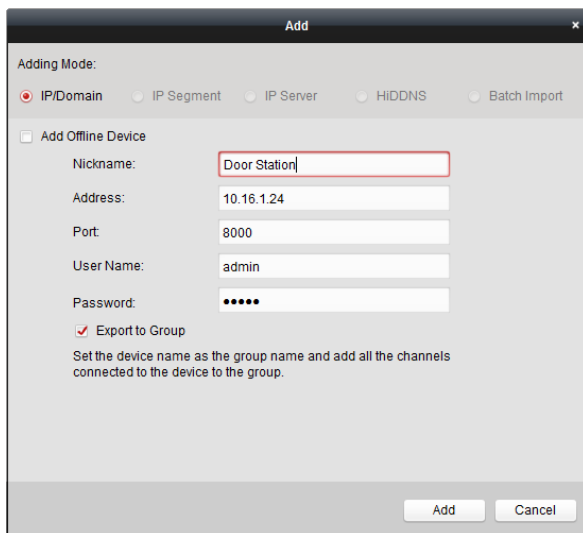 Add ×
Adding Mode:
IP/Domain IP Segment IP Server HiDDNS Batch Import
Add Offline Device
Nickname: Door Station
Address: 10.16.1.24
Port: 8000
User Name: admin
Password: •••••
Export to Group
Set the device name as the group name and add all the channels
connected to the device to the group.
Add Cancel